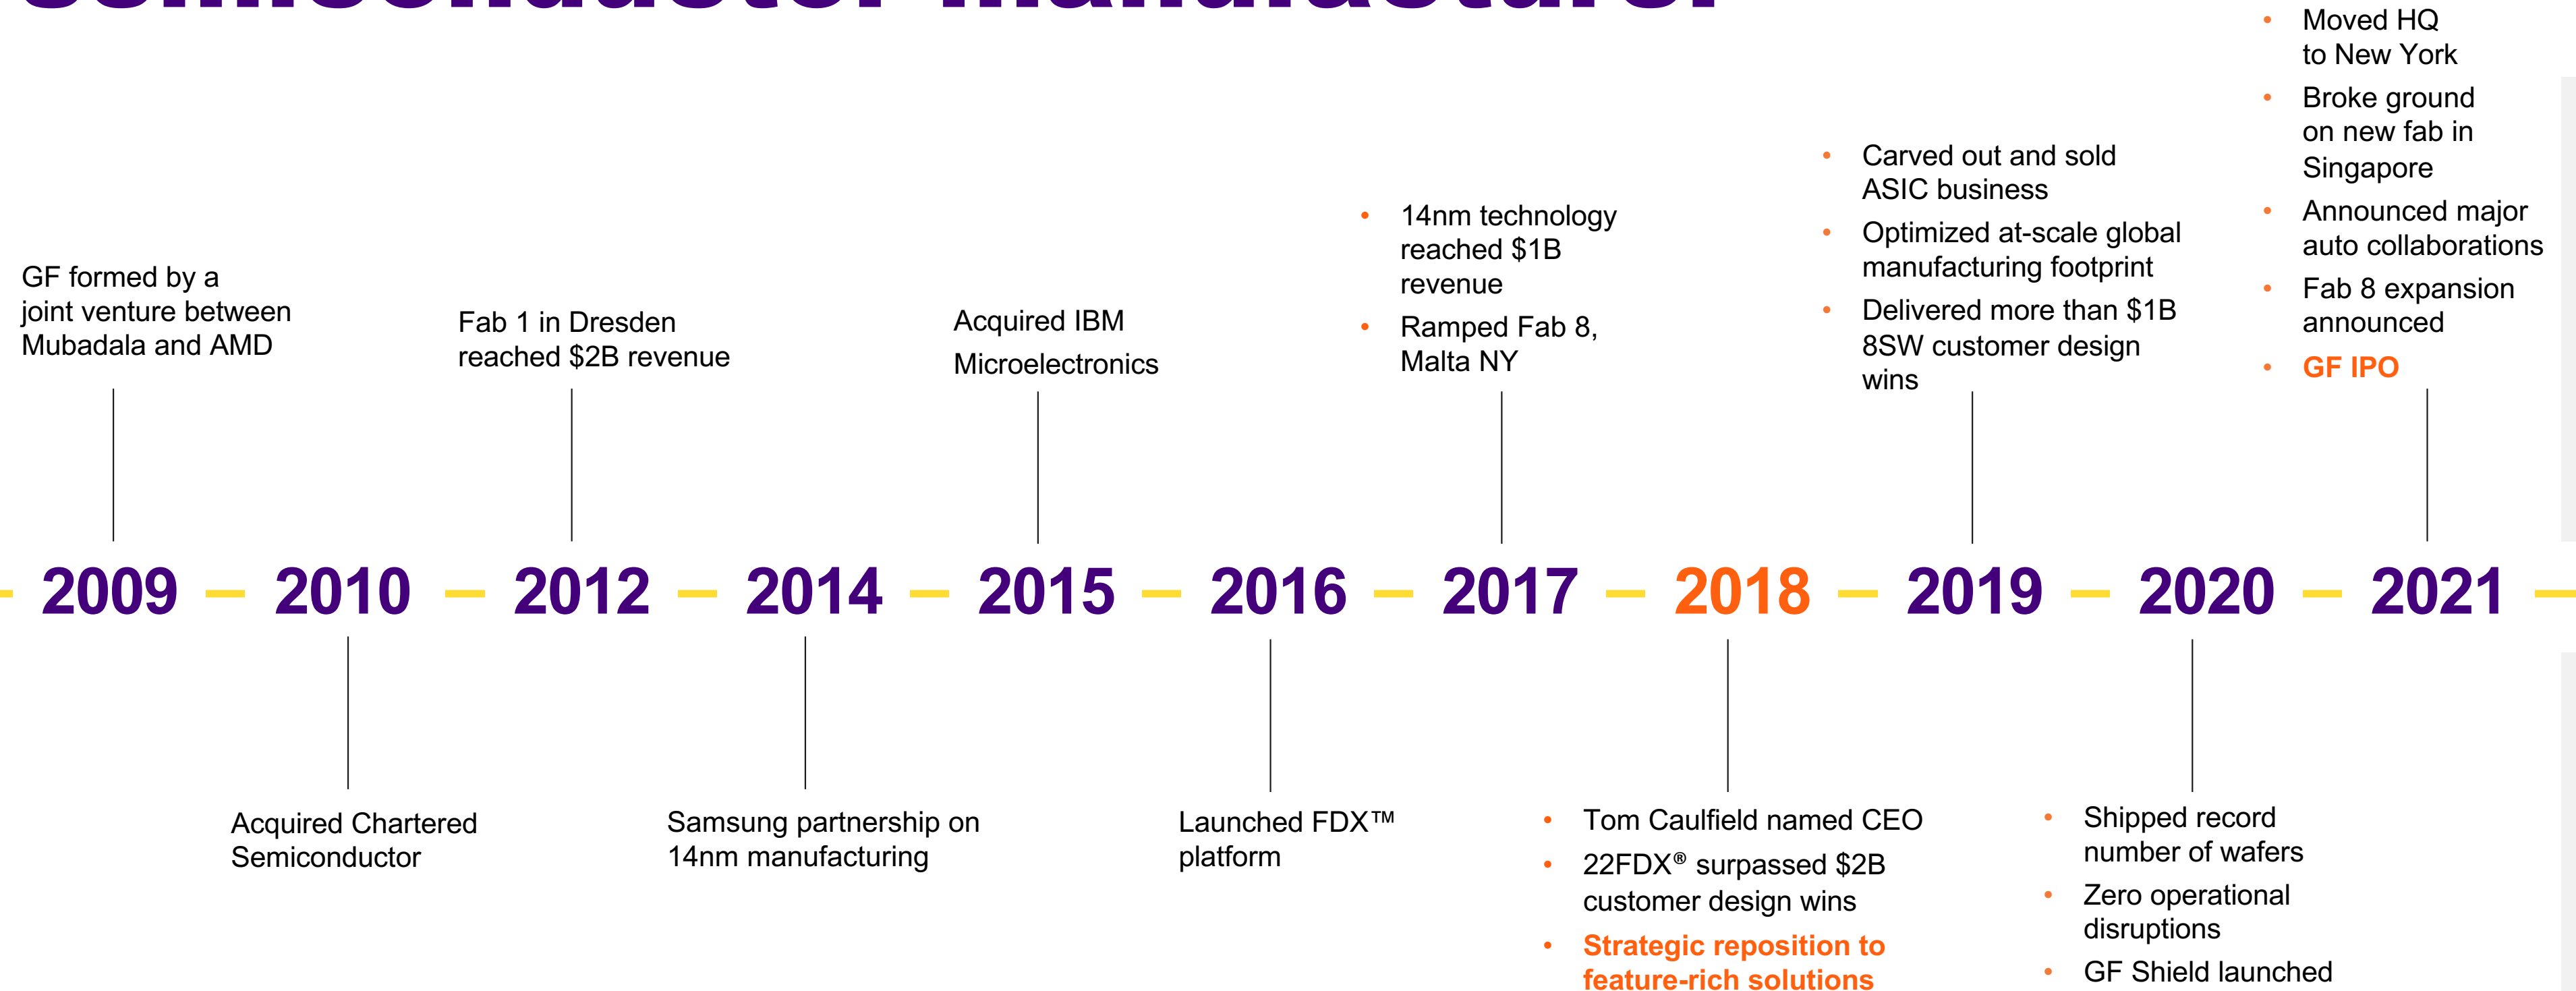 semiconductor manufacturer
• Moved HQ
to New York
• Broke ground
on new fab in
Singapore
• Announced major
auto collaborations
• Fab 8 expansion
announced
• GF IPO
• Carved out and sold
ASIC business
• Optimized at-scale global
manufacturing footprint
• Delivered more than $1B
8SW customer design
wins
• 14nm technology
reached $1B
revenue
• Ramped Fab 8,
Malta NY
Acquired IBM
Microelectronics
Fab 1 in Dresden
reached $2B revenue
GF formed by a
joint venture between
Mubadala and AMD
2009 2010 2012 2014 2015 2016 2017 2018 2019 2020 2021
Acquired Chartered
Semiconductor
Samsung partnership on
14nm manufacturing
Launched FDX™
platform
• Tom Caulfield named CEO
• 22FDX® surpassed $2B
customer design wins
• Strategic reposition to
feature-rich solutions
• Shipped record
number of wafers
• Zero operational
disruptions
• GF Shield launched